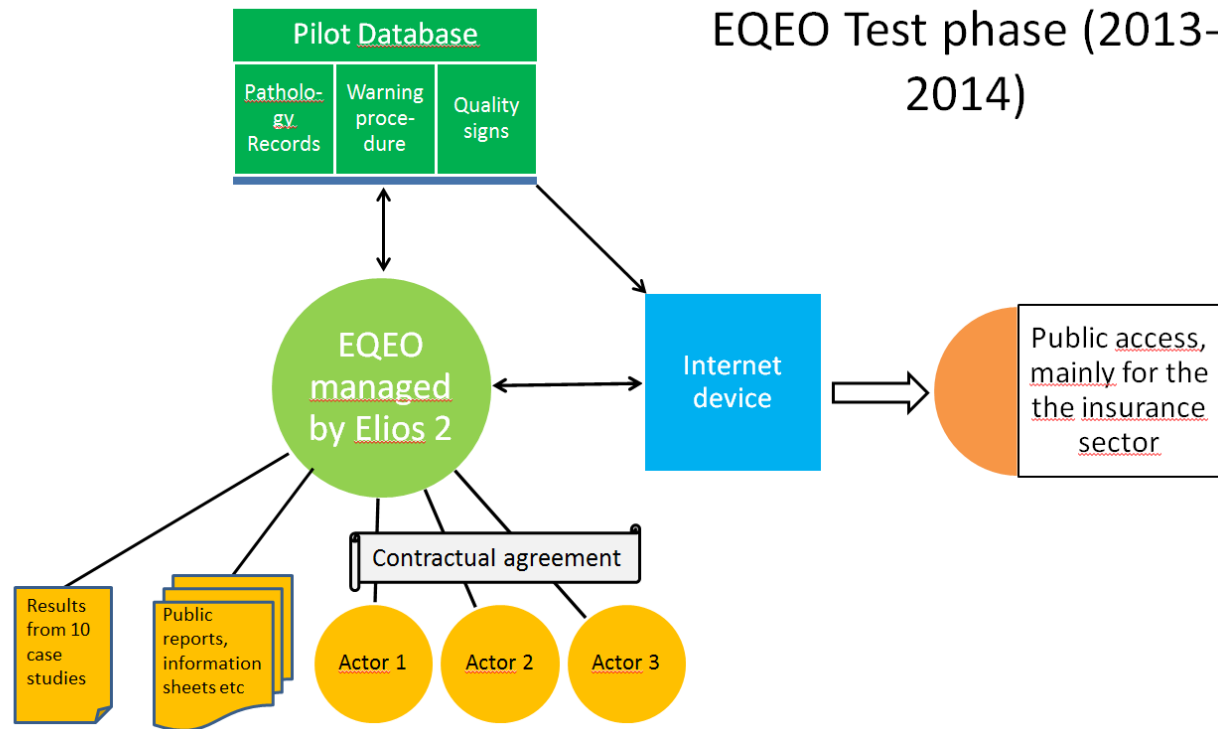 EQEO Test phase (2013-
2014)
Pilot Database
Patholo-
gy
Records
Warning
proce-
dure
Quality
signs
EQEO
managed
by Elios 2
Internet
device
Public access,
mainly for the
the insurance
sector
Contractual agreement
Results
from 10
case
studies
Public
reports,
information
sheets etc
Actor 1
Actor 2
Actor 3